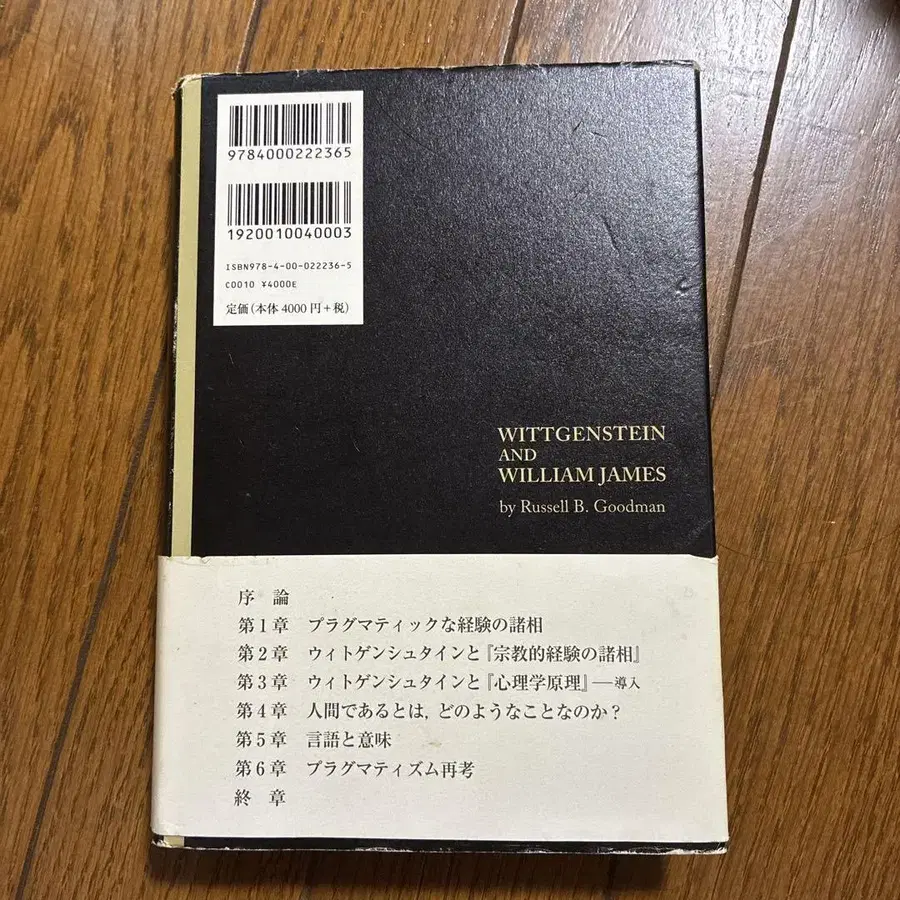 9784000222365
1920010040003
ISBN978-4-00-022236-5
C0010 ¥4000E
定価(本体 4000 円+税)
WITTGENSTEIN
AND
WILLIAM JAMES
by Russell B. Goodman
序 論
第1章 プラグマティックな経験の諸相
第2章 ウィトゲンシュタインと『宗教的経験の諸相』
第3章 ウィトゲンシュタインと『心理学原理』──導入
第4章 人間であるとは, どのようなことなのか?
第5章 言語と意味
第6章 プラグマティズム再考
終 章